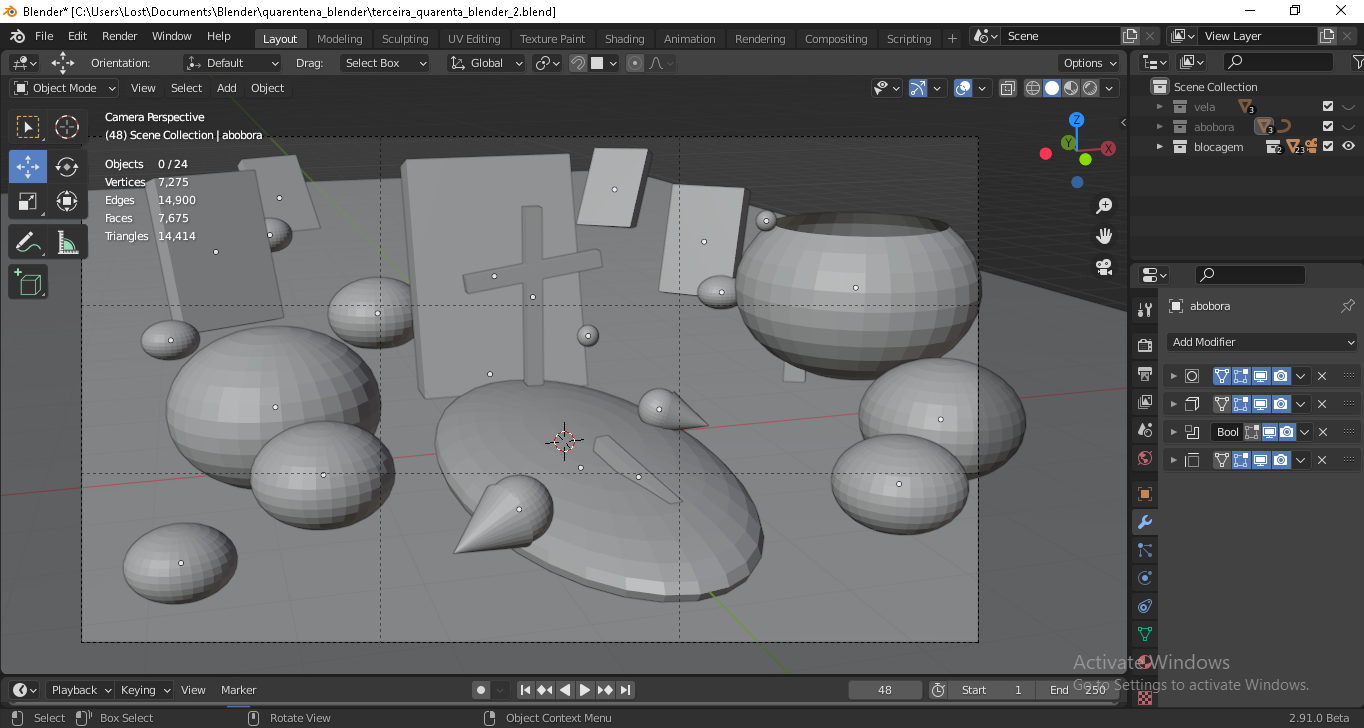 Blender* [C:\Users\Lost\Documents\Blender\quarentena_blender\terceira_quarenta_blender_2.blend]
File Edit Render Window Help Layout Modeling Sculpting UV Editing Texture Paint Shading Animation Rendering Compositing Scripting + Scene View Layer
Orientation: Default Drag: Select Box Global Options
Object Mode View Select Add Object
Camera Perspective
(48) Scene Collection | abobora
Objects 0 / 24
Vertices 7,275
Edges 14,900
Faces 7,675
Triangles 14,414
Z
Y
X
Scene Collection
vela 3
abobora 3
blocagem 2 23
abobora
Add Modifier
Bool
Activate Windows
Go to Settings to activate Windows.
Playback Keying View Marker 48 Start 1 End 250
Select Box Select Rotate View Object Context Menu 2.91.0 Beta